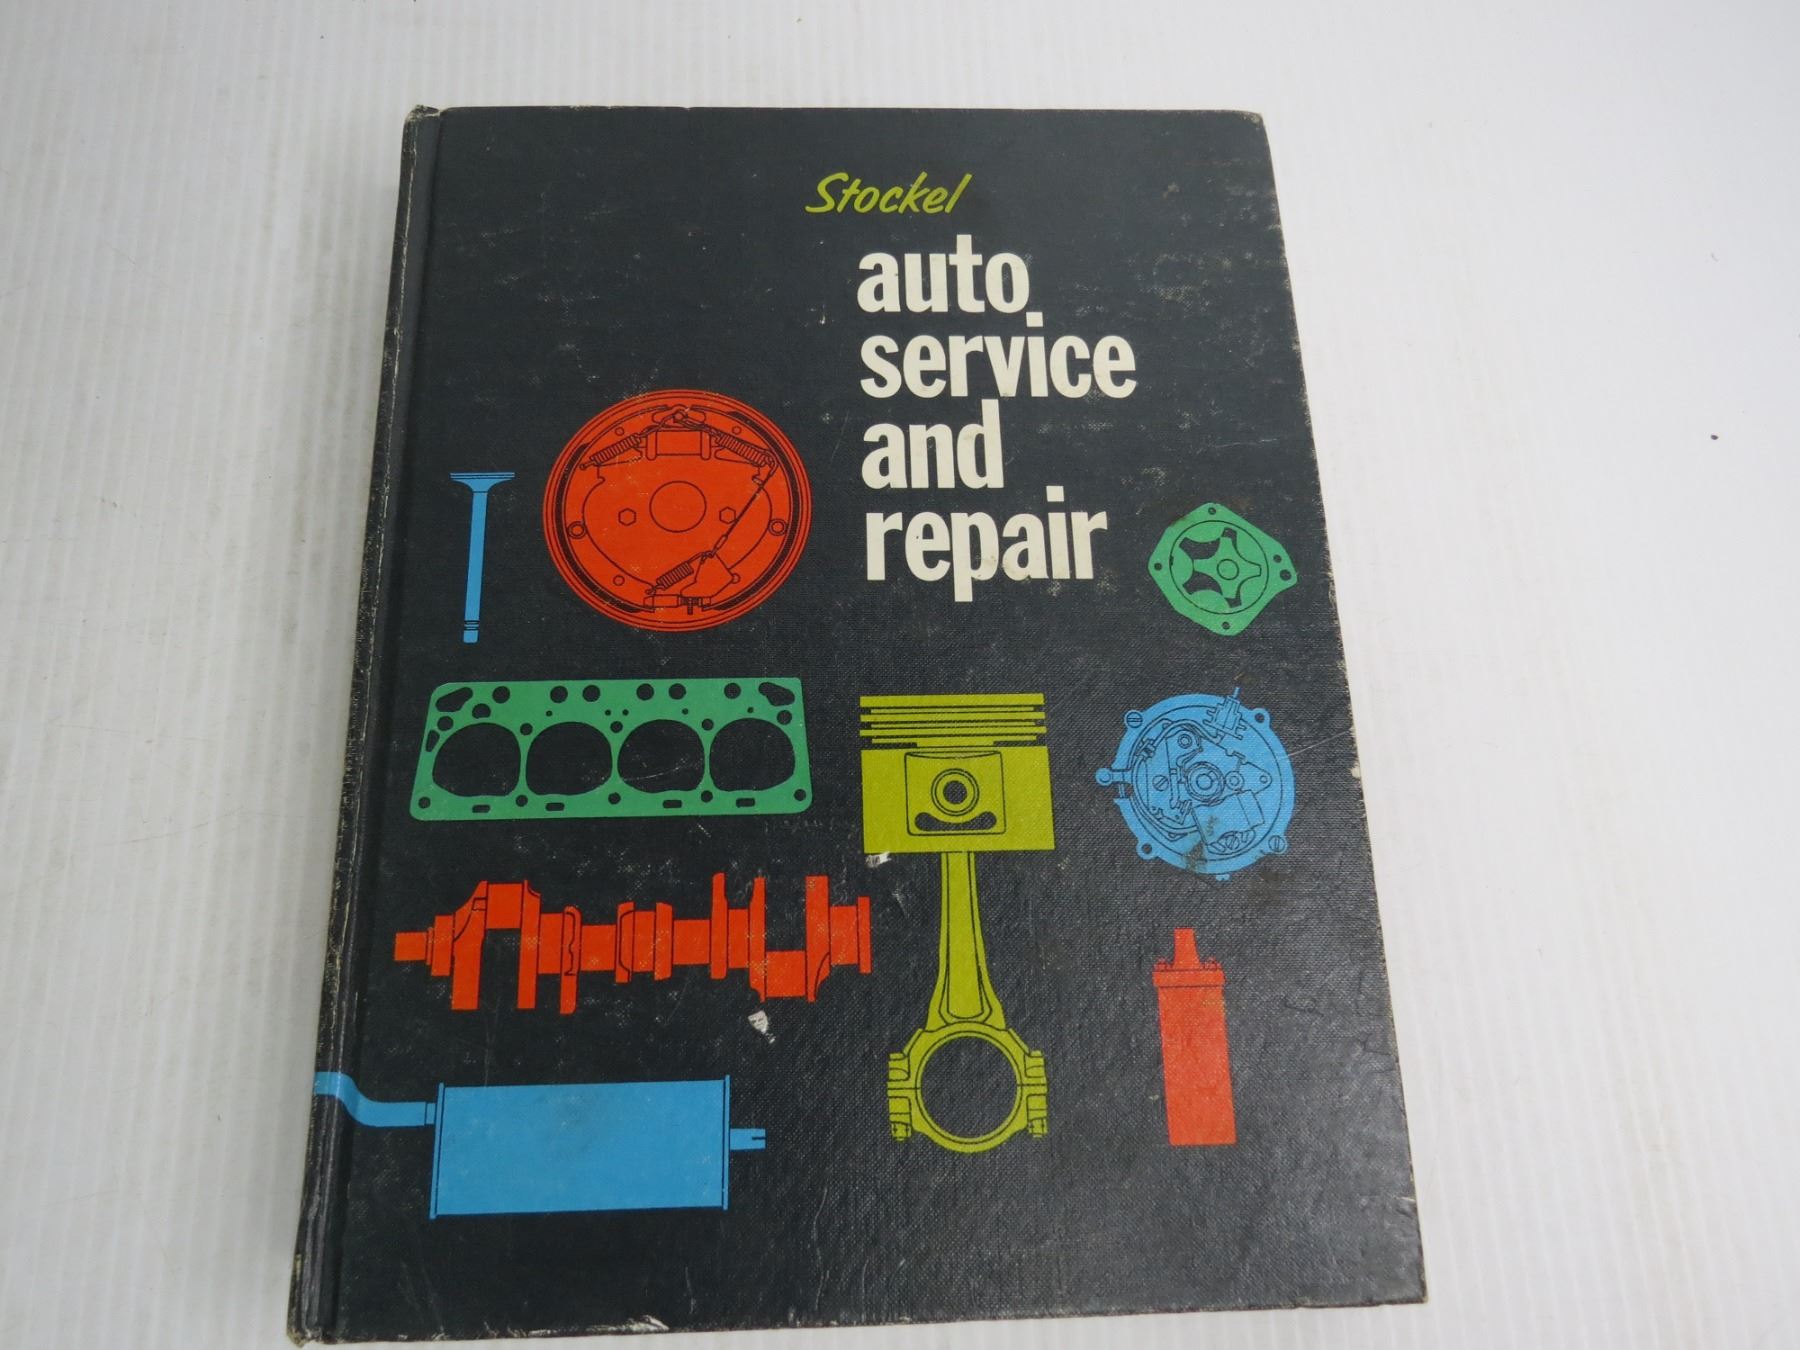 Stockel
auto
service
and
repair